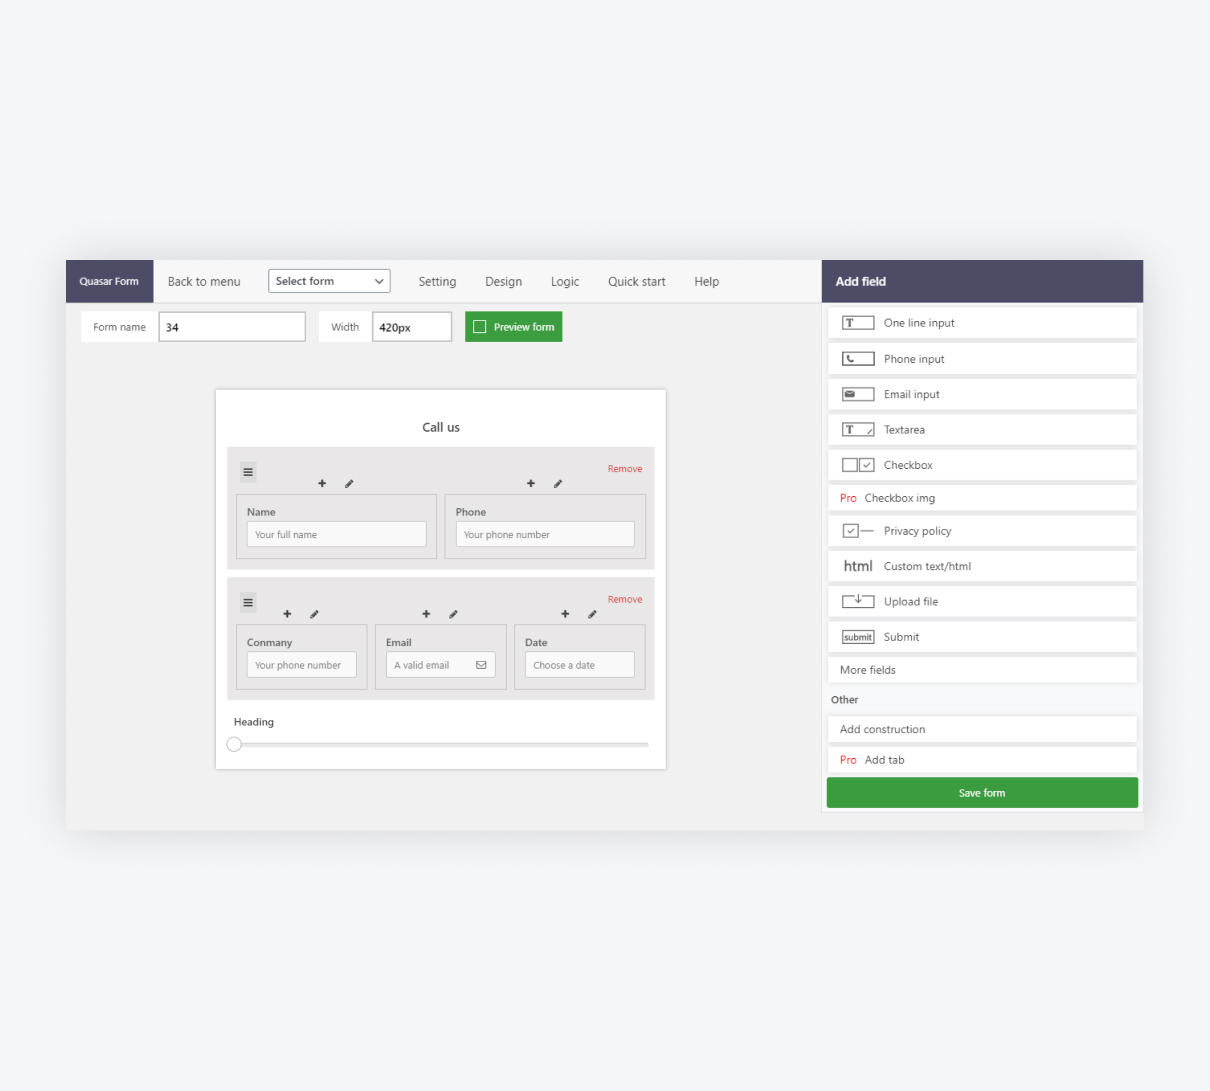 Quasar Form Back to menu Select form Setting Design Logic Quick start Help
Form name 34 Width 420px Preview form
Call us
Remove
Name Phone
Your full name Your phone number
Remove
Conmany Email Date
Your phone number A valid email Choose a date
Heading
Add field
T One line input
Phone input
Email input
T Textarea
Checkbox
Pro Checkbox img
Privacy policy
html Custom text/html
Upload file
submit Submit
More fields
Other
Add construction
Pro Add tab
Save form